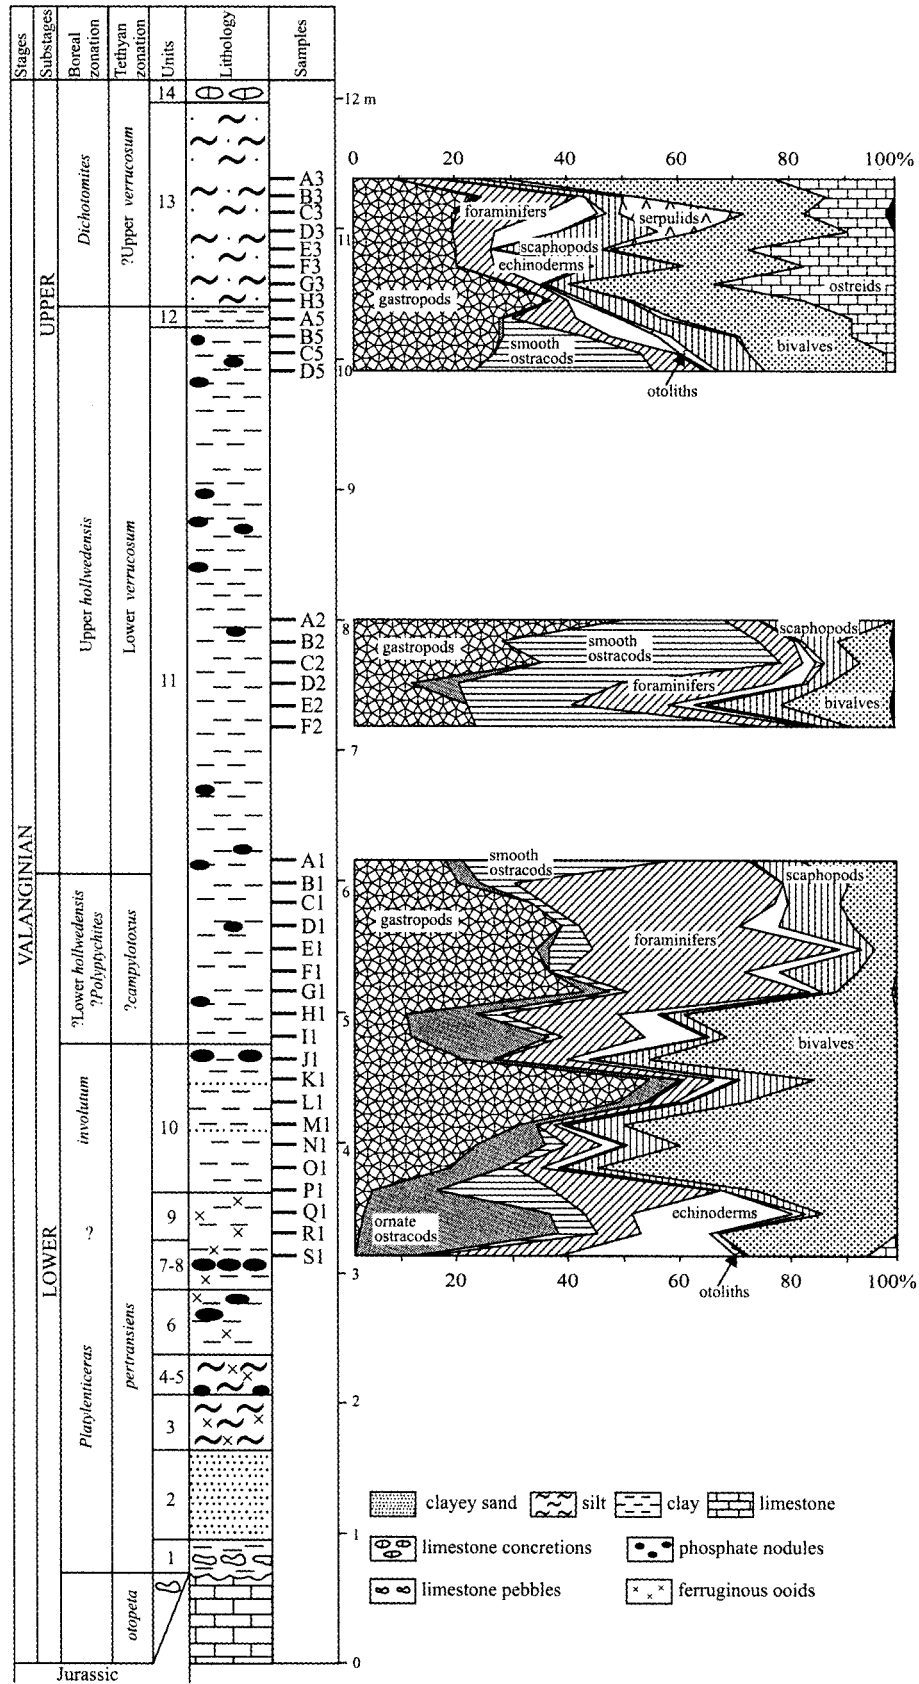 Stages
Substages
Boreal
zonation
Tethyan
zonation
Units
Lithology
Samples
VALANGINIAN
UPPER
LOWER
Dichotomites
Upper hollwedensis
?Lower hollwedensis
?Polyptychites
involutum
?
Platylenticeras
?Upper verrucosum
Lower verrucosum
?campylotoxus
pertransiens
otopeta
Jurassic
14
13
12
11
10
9
7-8
6
4-5
3
2
1
A3
B3
C3
D3
E3
F3
G3
H3
A5
B5
C5
D5
A2
B2
C2
D2
E2
F2
A1
B1
C1
D1
E1
F1
G1
H1
I1
J1
K1
L1
M1
N1
O1
P1
Q1
R1
S1
12 m
11
10
9
8
7
6
5
4
3
2
1
0
0 20 40 60 80 100%
foraminifers
serpulids
scaphopods
echinoderms
gastropods
ostreids
smooth
ostracods
bivalves
otoliths
scaphopods
gastropods
smooth
ostracods
foraminifers
bivalves
smooth
ostracods
scaphopods
gastropods
foraminifers
bivalves
echinoderms
ornate
ostracods
20 40 60 80 100%
otoliths
clayey sand silt clay limestone
limestone concretions phosphate nodules
limestone pebbles ferruginous ooids